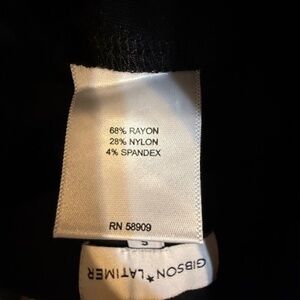 68% RAYON
28% NYLON
4% SPANDEX
RN 58909
S
GIBSON★LATIMER